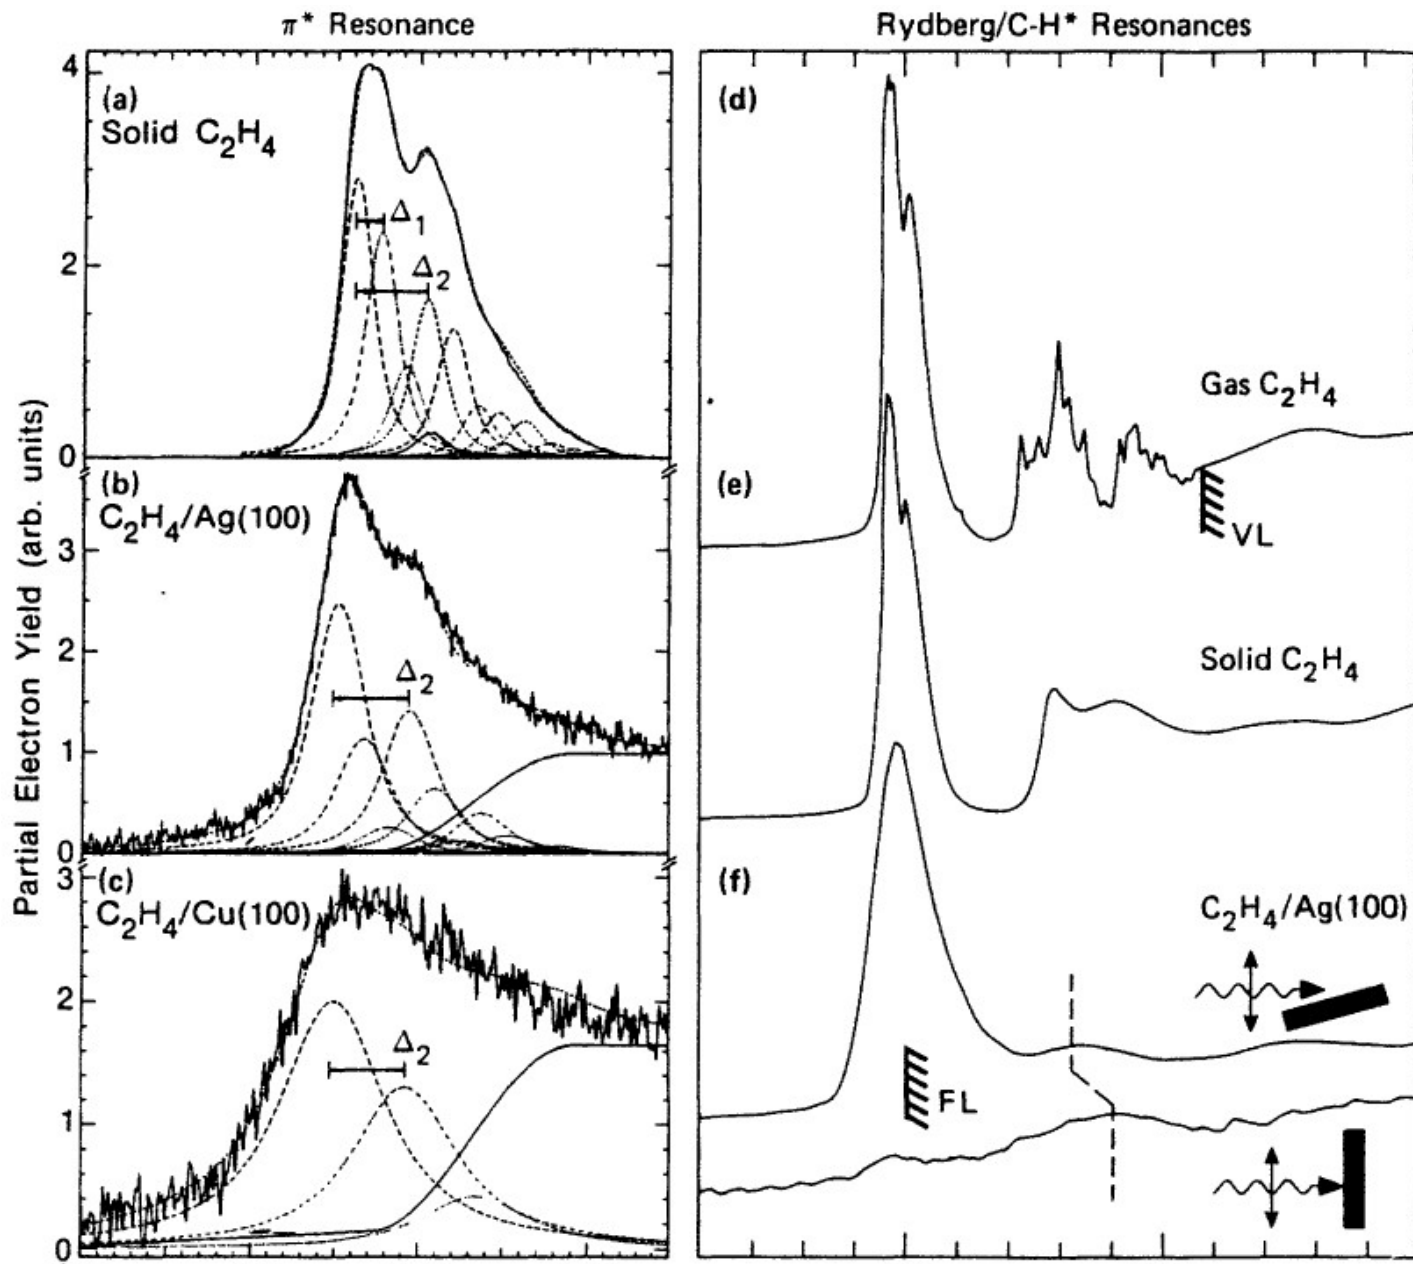 π* Resonance
Rydberg/C-H* Resonances
Partial Electron Yield (arb. units)
(a)
Solid C₂H₄
4
2
0
Δ₁
Δ₂
(b)
C₂H₄/Ag(100)
3
2
1
0
Δ₂
(c)
C₂H₄/Cu(100)
3
2
1
0
Δ₂
(d)
Gas C₂H₄
VL
(e)
Solid C₂H₄
(f)
C₂H₄/Ag(100)
FL